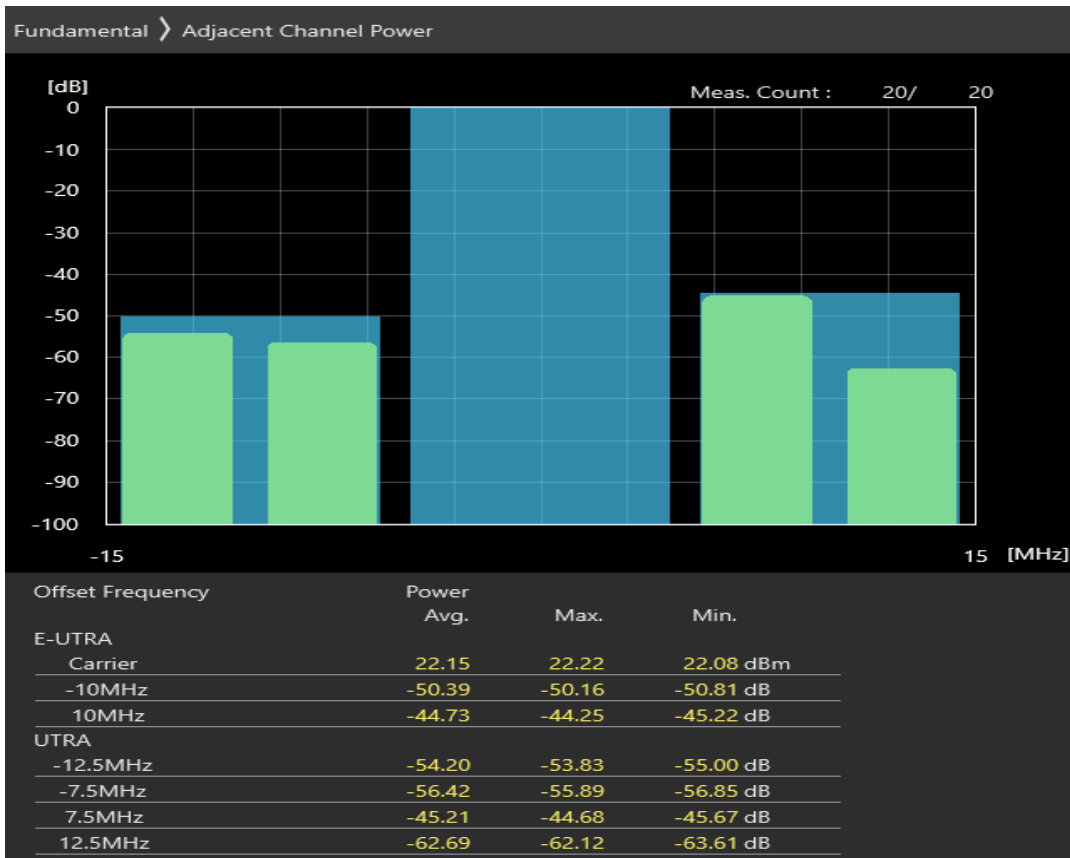 Fundamental 〉 Adjacent Channel Power
[dB]
Meas. Count : 20/ 20
0
-10
-20
-30
-40
-50
-60
-70
-80
-90
-100
-15 15 [MHz]
Offset Frequency Power
Avg. Max. Min.
E-UTRA
Carrier 22.15 22.22 22.08 dBm
-10MHz -50.39 -50.16 -50.81 dB
10MHz -44.73 -44.25 -45.22 dB
UTRA
-12.5MHz -54.20 -53.83 -55.00 dB
-7.5MHz -56.42 -55.89 -56.85 dB
7.5MHz -45.21 -44.68 -45.67 dB
12.5MHz -62.69 -62.12 -63.61 dB